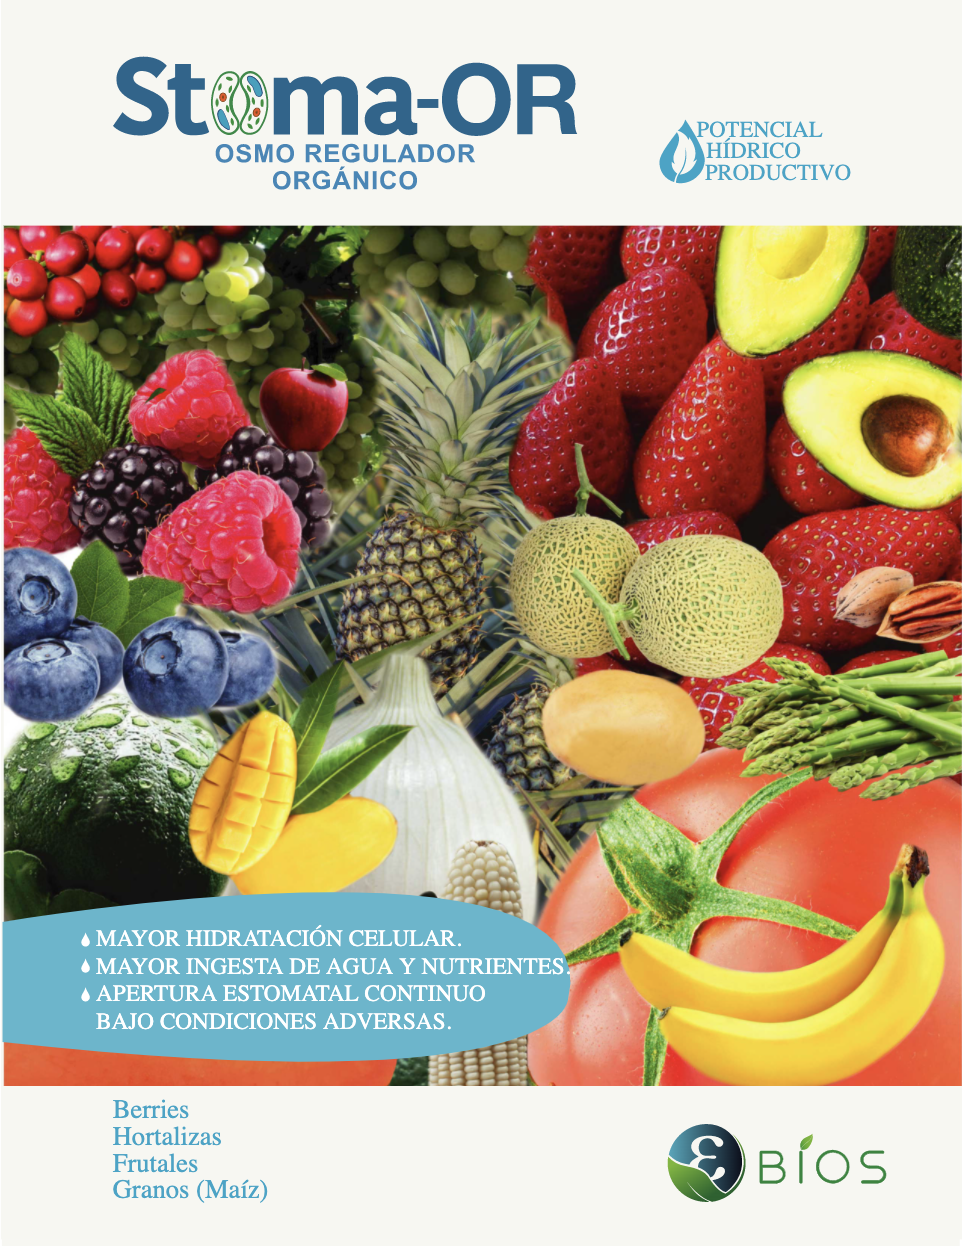 Stoma-OR
OSMO REGULADOR
ORGÁNICO
POTENCIAL
HÍDRICO
PRODUCTIVO
MAYOR HIDRATACIÓN CELULAR.
MAYOR INGESTA DE AGUA Y NUTRIENTES.
APERTURA ESTOMATAL CONTINUO
BAJO CONDICIONES ADVERSAS.
Berries
Hortalizas
Frutales
Granos (Maíz)
BÍOS